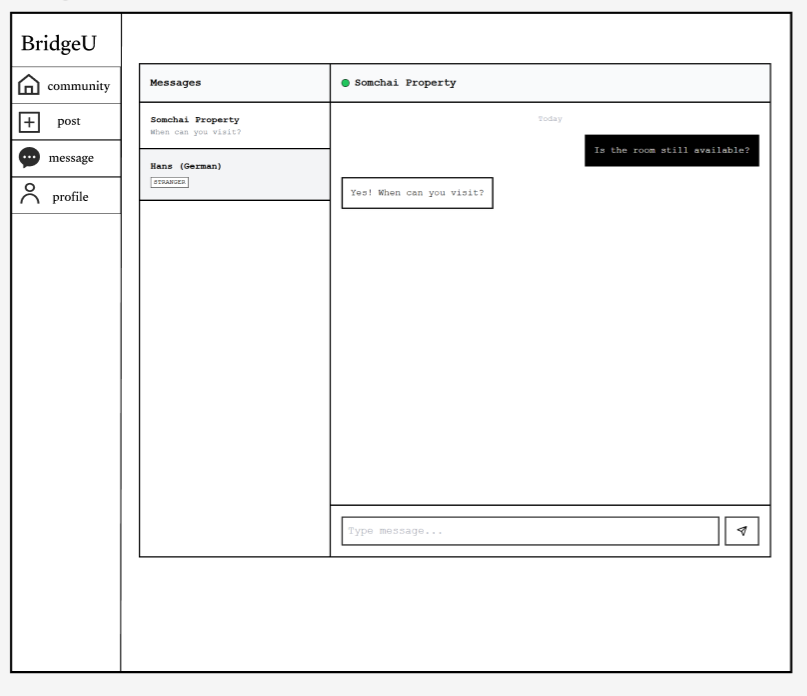 BridgeU
community
post
message
profile
Messages
Somchai Property
When can you visit?
Hans (German)
STRANGER
Somchai Property
Today
Is the room still available?
Yes! When can you visit?
Type message...